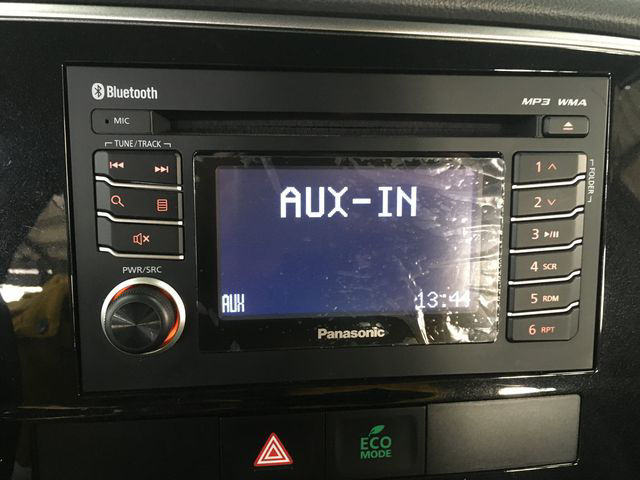 Bluetooth
MP3 WMA
MIC
TUNE/TRACK
1
2
3
4 SCR
5 RDM
6 RPT
FOLDER
PWR/SRC
AUX-IN
AUX
13:44
Panasonic
ECO
MODE